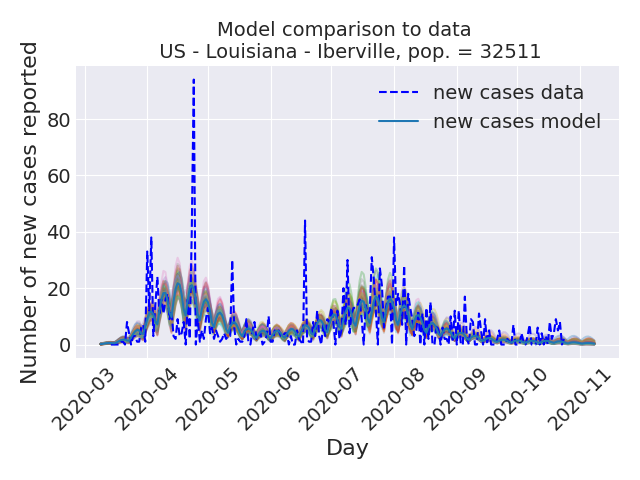 Model comparison to data
US - Louisiana - Iberville, pop. = 32511
Number of new cases reported
80
60
40
20
0
new cases data
new cases model
2020-03
2020-04
2020-05
2020-06
2020-07
2020-08
2020-09
2020-10
2020-11
Day